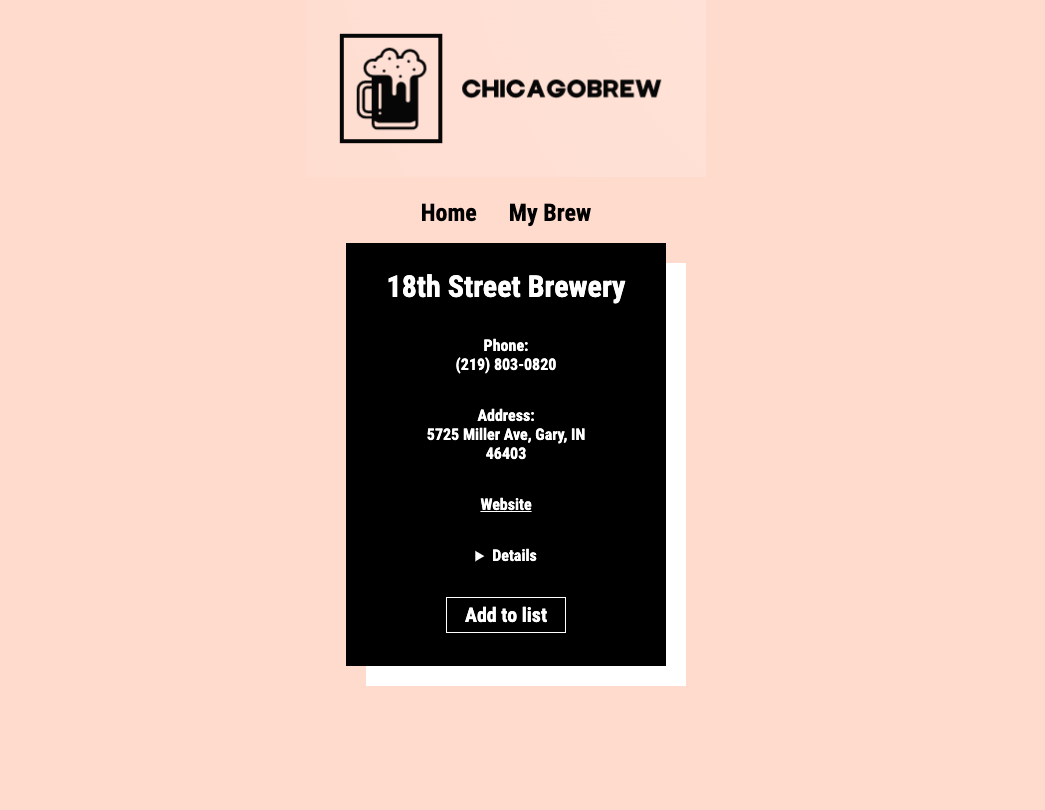 CHICAGOBREW
Home My Brew
18th Street Brewery
Phone:
(219) 803-0820
Address:
5725 Miller Ave, Gary, IN
46403
Website
Details
Add to list